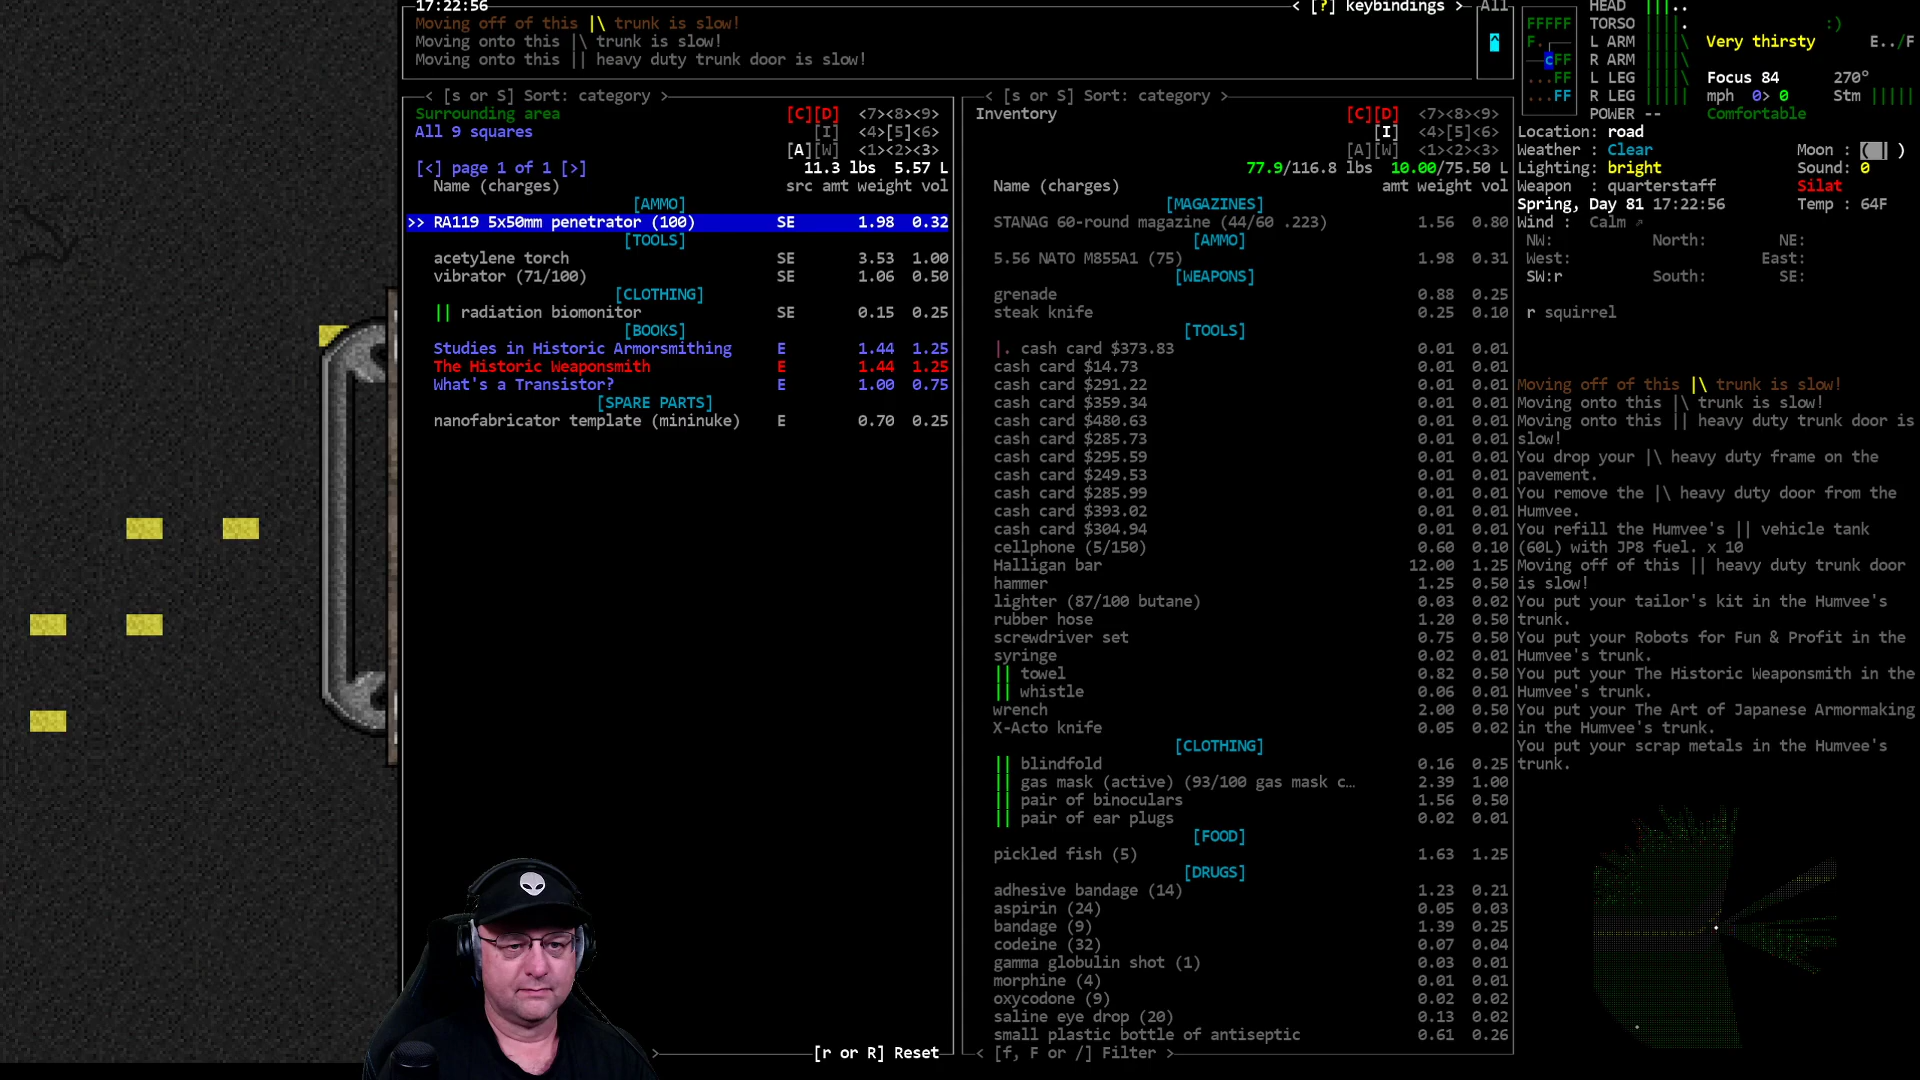 17:22:56
< [?] keybindings >
All
Moving off of this |\ trunk is slow!
Moving onto this |\ trunk is slow!
Moving onto this || heavy duty trunk door is slow!
^
< [s or S] Sort: category >
Surrounding area [C][D] <7><8><9>
All 9 squares [I] <4>[5]<6>
[A][W] <1><2><3>
[<] page 1 of 1 [>] 11.3 lbs 5.57 L
Name (charges) src amt weight vol
[AMMO]
>> RA119 5x50mm penetrator (100) SE 1.98 0.32
[TOOLS]
acetylene torch SE 3.53 1.00
vibrator (71/100) SE 1.06 0.50
[CLOTHING]
|| radiation biomonitor SE 0.15 0.25
[BOOKS]
Studies in Historic Armorsmithing E 1.44 1.25
The Historic Weaponsmith E 1.44 1.25
What's a Transistor? E 1.00 0.75
[SPARE PARTS]
nanofabricator template (mininuke) E 0.70 0.25
> [r or R] Reset
< [s or S] Sort: category >
Inventory [C][D] <7><8><9>
[I] <4>[5]<6>
[A][W] <1><2><3>
77.9/116.8 lbs 10.00/75.50 L
Name (charges) amt weight vol
[MAGAZINES]
STANAG 60-round magazine (44/60 .223) 1.56 0.80
[AMMO]
5.56 NATO M855A1 (75) 1.98 0.31
[WEAPONS]
grenade 0.88 0.25
steak knife 0.25 0.10
[TOOLS]
|. cash card $373.83 0.01 0.01
cash card $14.73 0.01 0.01
cash card $291.22 0.01 0.01
cash card $359.34 0.01 0.01
cash card $480.63 0.01 0.01
cash card $285.73 0.01 0.01
cash card $295.59 0.01 0.01
cash card $249.53 0.01 0.01
cash card $285.99 0.01 0.01
cash card $393.02 0.01 0.01
cash card $304.94 0.01 0.01
cellphone (5/150) 0.60 0.10
Halligan bar 12.00 1.25
hammer 1.25 0.50
lighter (87/100 butane) 0.03 0.02
rubber hose 1.20 0.50
screwdriver set 0.75 0.50
syringe 0.02 0.01
|| towel 0.82 0.50
|| whistle 0.06 0.01
wrench 2.00 0.50
X-Acto knife 0.05 0.02
[CLOTHING]
|| blindfold 0.16 0.25
|| gas mask (active) (93/100 gas mask c… 2.39 1.00
|| pair of binoculars 1.56 0.50
|| pair of ear plugs 0.02 0.01
[FOOD]
pickled fish (5) 1.63 1.25
[DRUGS]
adhesive bandage (14) 1.23 0.21
aspirin (24) 0.05 0.03
bandage (9) 1.39 0.25
codeine (32) 0.07 0.04
gamma globulin shot (1) 0.03 0.01
morphine (4) 0.01 0.01
oxycodone (9) 0.02 0.02
saline eye drop (20) 0.13 0.02
small plastic bottle of antiseptic 0.61 0.26
< [f, F or /] Filter >
HEAD |||..
FFFFF TORSO ||||. :)
F. L ARM ||||\ Very thirsty E../F
cFF R ARM ||||\
...FF L LEG ||||| Focus 84 270°
...FF R LEG ||||| mph 0> 0 Stm |||||
POWER -- Comfortable
Location: road
Weather : Clear Moon : ( )
Lighting: bright Sound: 0
Weapon : quarterstaff Silat
Spring, Day 81 17:22:56 Temp : 64F
Wind : Calm
NW: North: NE:
West: East:
SW:r South: SE:
r squirrel
Moving off of this |\ trunk is slow!
Moving onto this |\ trunk is slow!
Moving onto this || heavy duty trunk door is
slow!
You drop your |\ heavy duty frame on the
pavement.
You remove the |\ heavy duty door from the
Humvee.
You refill the Humvee's || vehicle tank
(60L) with JP8 fuel. x 10
Moving off of this || heavy duty trunk door
is slow!
You put your tailor's kit in the Humvee's
trunk.
You put your Robots for Fun & Profit in the
Humvee's trunk.
You put your The Historic Weaponsmith in the
Humvee's trunk.
You put your The Art of Japanese Armormaking
in the Humvee's trunk.
You put your scrap metals in the Humvee's
trunk.